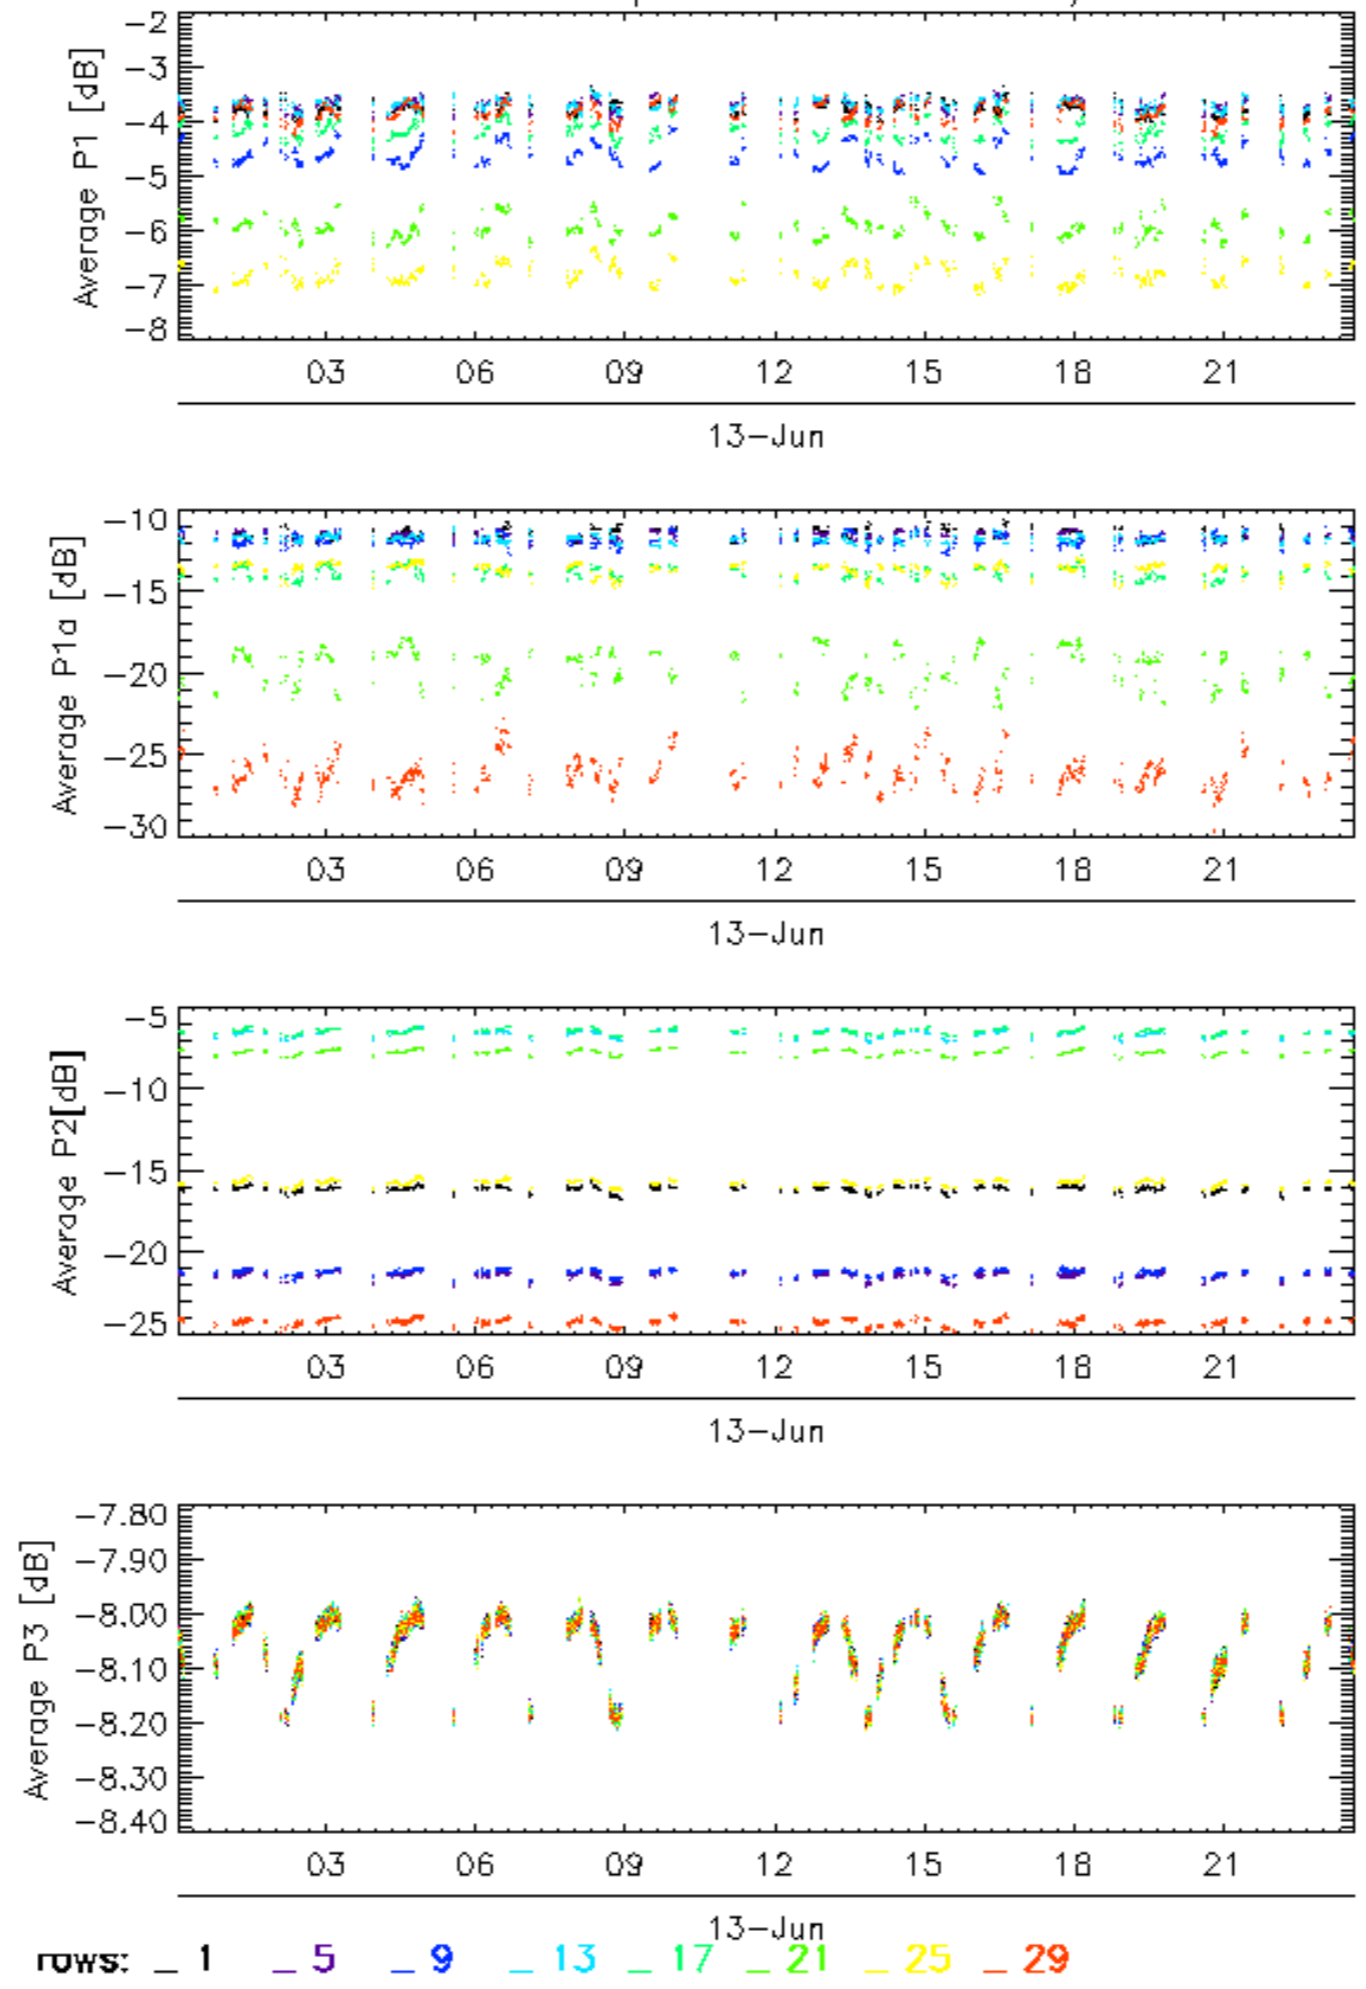 Average P1 [dB]
-2
-3
-4
-5
-6
-7
-8
03 06 09 12 15 18 21
13-Jun
Average P1a [dB]
-10
-15
-20
-25
-30
03 06 09 12 15 18 21
13-Jun
Average P2[dB]
-5
-10
-15
-20
-25
03 06 09 12 15 18 21
13-Jun
Average P3 [dB]
-7.80
-7.90
-8.00
-8.10
-8.20
-8.30
-8.40
03 06 09 12 15 18 21
13-Jun
rows: _ 1 _ 5 _ 9 _ 13 _ 17 _ 21 _ 25 _ 29